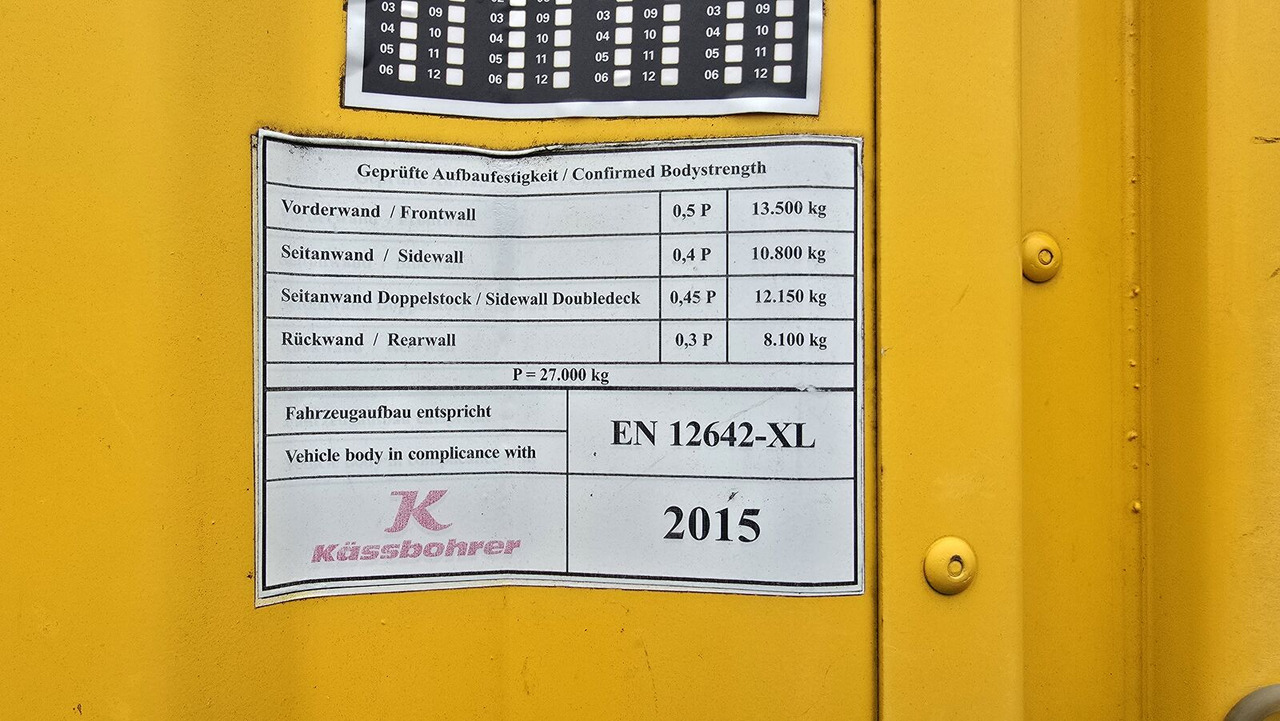 03 09 03 09 03 09 03 09
04 10 04 10 04 10 04 10
05 11 05 11 05 11 05 11
06 12 06 12 06 12 06 12
Geprüfte Aufbaufestigkeit / Confirmed Bodystrength
Vorderwand / Frontwall 0,5 P 13.500 kg
Seitanwand / Sidewall 0,4 P 10.800 kg
Seitanwand Doppelstock / Sidewall Doubledeck 0,45 P 12.150 kg
Rückwand / Rearwall 0,3 P 8.100 kg
P = 27.000 kg
Fahrzeugaufbau entspricht
Vehicle body in complicance with
EN 12642-XL
K
Kässbohrer
2015